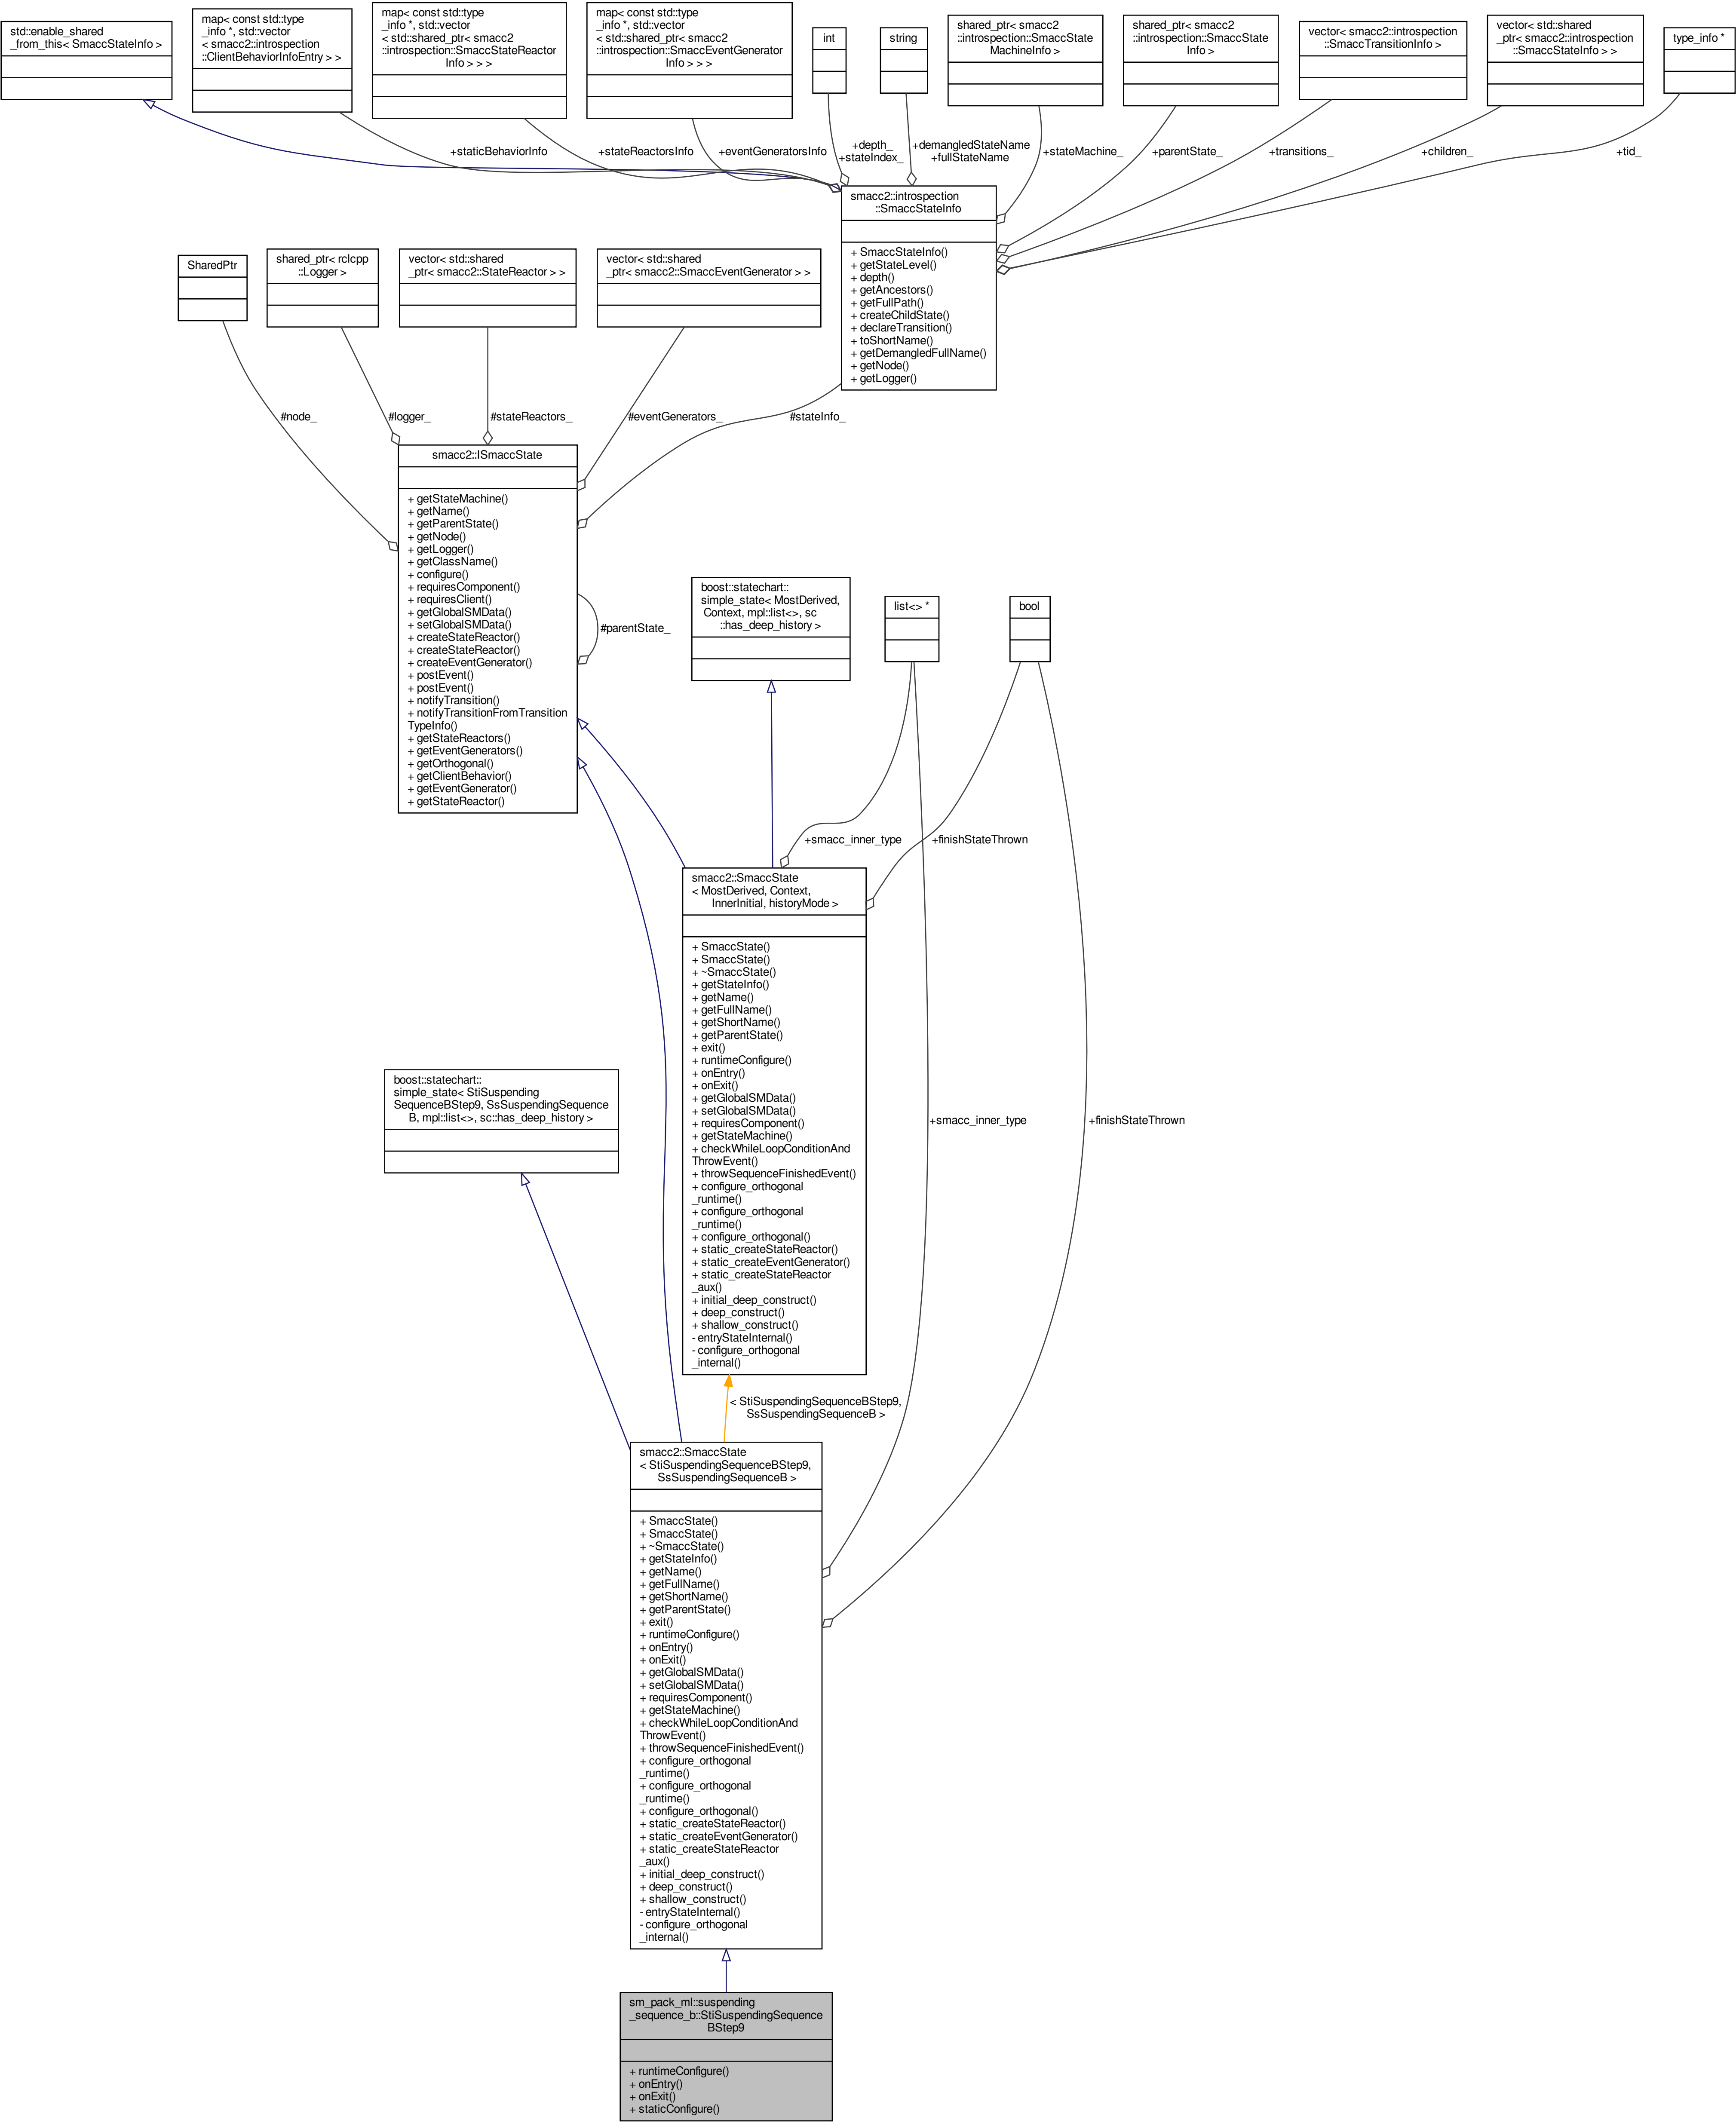 std::enable_shared
_from_this< SmaccStateInfo >
map< const std::type
_info *, std::vector
< smacc2::introspection
::ClientBehaviorInfoEntry > >
map< const std::type
_info *, std::vector
< std::shared_ptr< smacc2
::introspection::SmaccStateReactor
Info > > >
map< const std::type
_info *, std::vector
< std::shared_ptr< smacc2
::introspection::SmaccEventGenerator
Info > > >
int
string
shared_ptr< smacc2
::introspection::SmaccState
MachineInfo >
shared_ptr< smacc2
::introspection::SmaccState
Info >
vector< smacc2::introspection
::SmaccTransitionInfo >
vector< std::shared
_ptr< smacc2::introspection
::SmaccStateInfo > >
type_info *
+staticBehaviorInfo
+stateReactorsInfo
+eventGeneratorsInfo
+depth_
+stateIndex_
+demangledStateName
+fullStateName
+stateMachine_
+parentState_
+transitions_
+children_
+tid_
smacc2::introspection
::SmaccStateInfo
+ SmaccStateInfo()
+ getStateLevel()
+ depth()
+ getAncestors()
+ getFullPath()
+ createChildState()
+ declareTransition()
+ toShortName()
+ getDemangledFullName()
+ getNode()
+ getLogger()
SharedPtr
shared_ptr< rclcpp
::Logger >
vector< std::shared
_ptr< smacc2::StateReactor > >
vector< std::shared
_ptr< smacc2::SmaccEventGenerator > >
#node_
#logger_
#stateReactors_
#eventGenerators_
#stateInfo_
smacc2::ISmaccState
+ getStateMachine()
+ getName()
+ getParentState()
+ getNode()
+ getLogger()
+ getClassName()
+ configure()
+ requiresComponent()
+ requiresClient()
+ getGlobalSMData()
+ setGlobalSMData()
+ createStateReactor()
+ createStateReactor()
+ createEventGenerator()
+ postEvent()
+ postEvent()
+ notifyTransition()
+ notifyTransitionFromTransition
TypeInfo()
+ getStateReactors()
+ getEventGenerators()
+ getOrthogonal()
+ getClientBehavior()
+ getEventGenerator()
+ getStateReactor()
#parentState_
boost::statechart::
simple_state< MostDerived,
Context, mpl::list<>, sc
::has_deep_history >
list<> *
bool
+smacc_inner_type
+finishStateThrown
smacc2::SmaccState
< MostDerived, Context,
InnerInitial, historyMode >
+ SmaccState()
+ SmaccState()
+ ~SmaccState()
+ getStateInfo()
+ getName()
+ getFullName()
+ getShortName()
+ getParentState()
+ exit()
+ runtimeConfigure()
+ onEntry()
+ onExit()
+ getGlobalSMData()
+ setGlobalSMData()
+ requiresComponent()
+ getStateMachine()
+ checkWhileLoopConditionAnd
ThrowEvent()
+ throwSequenceFinishedEvent()
+ configure_orthogonal
_runtime()
+ configure_orthogonal
_runtime()
+ configure_orthogonal()
+ static_createStateReactor()
+ static_createEventGenerator()
+ static_createStateReactor
_aux()
+ initial_deep_construct()
+ deep_construct()
+ shallow_construct()
- entryStateInternal()
- configure_orthogonal
_internal()
boost::statechart::
simple_state< StiSuspending
SequenceBStep9, SsSuspendingSequence
B, mpl::list<>, sc::has_deep_history >
+smacc_inner_type
+finishStateThrown
< StiSuspendingSequenceBStep9,
SsSuspendingSequenceB >
smacc2::SmaccState
< StiSuspendingSequenceBStep9,
SsSuspendingSequenceB >
+ SmaccState()
+ SmaccState()
+ ~SmaccState()
+ getStateInfo()
+ getName()
+ getFullName()
+ getShortName()
+ getParentState()
+ exit()
+ runtimeConfigure()
+ onEntry()
+ onExit()
+ getGlobalSMData()
+ setGlobalSMData()
+ requiresComponent()
+ getStateMachine()
+ checkWhileLoopConditionAnd
ThrowEvent()
+ throwSequenceFinishedEvent()
+ configure_orthogonal
_runtime()
+ configure_orthogonal
_runtime()
+ configure_orthogonal()
+ static_createStateReactor()
+ static_createEventGenerator()
+ static_createStateReactor
_aux()
+ initial_deep_construct()
+ deep_construct()
+ shallow_construct()
- entryStateInternal()
- configure_orthogonal
_internal()
sm_pack_ml::suspending
_sequence_b::StiSuspendingSequence
BStep9
+ runtimeConfigure()
+ onEntry()
+ onExit()
+ staticConfigure()